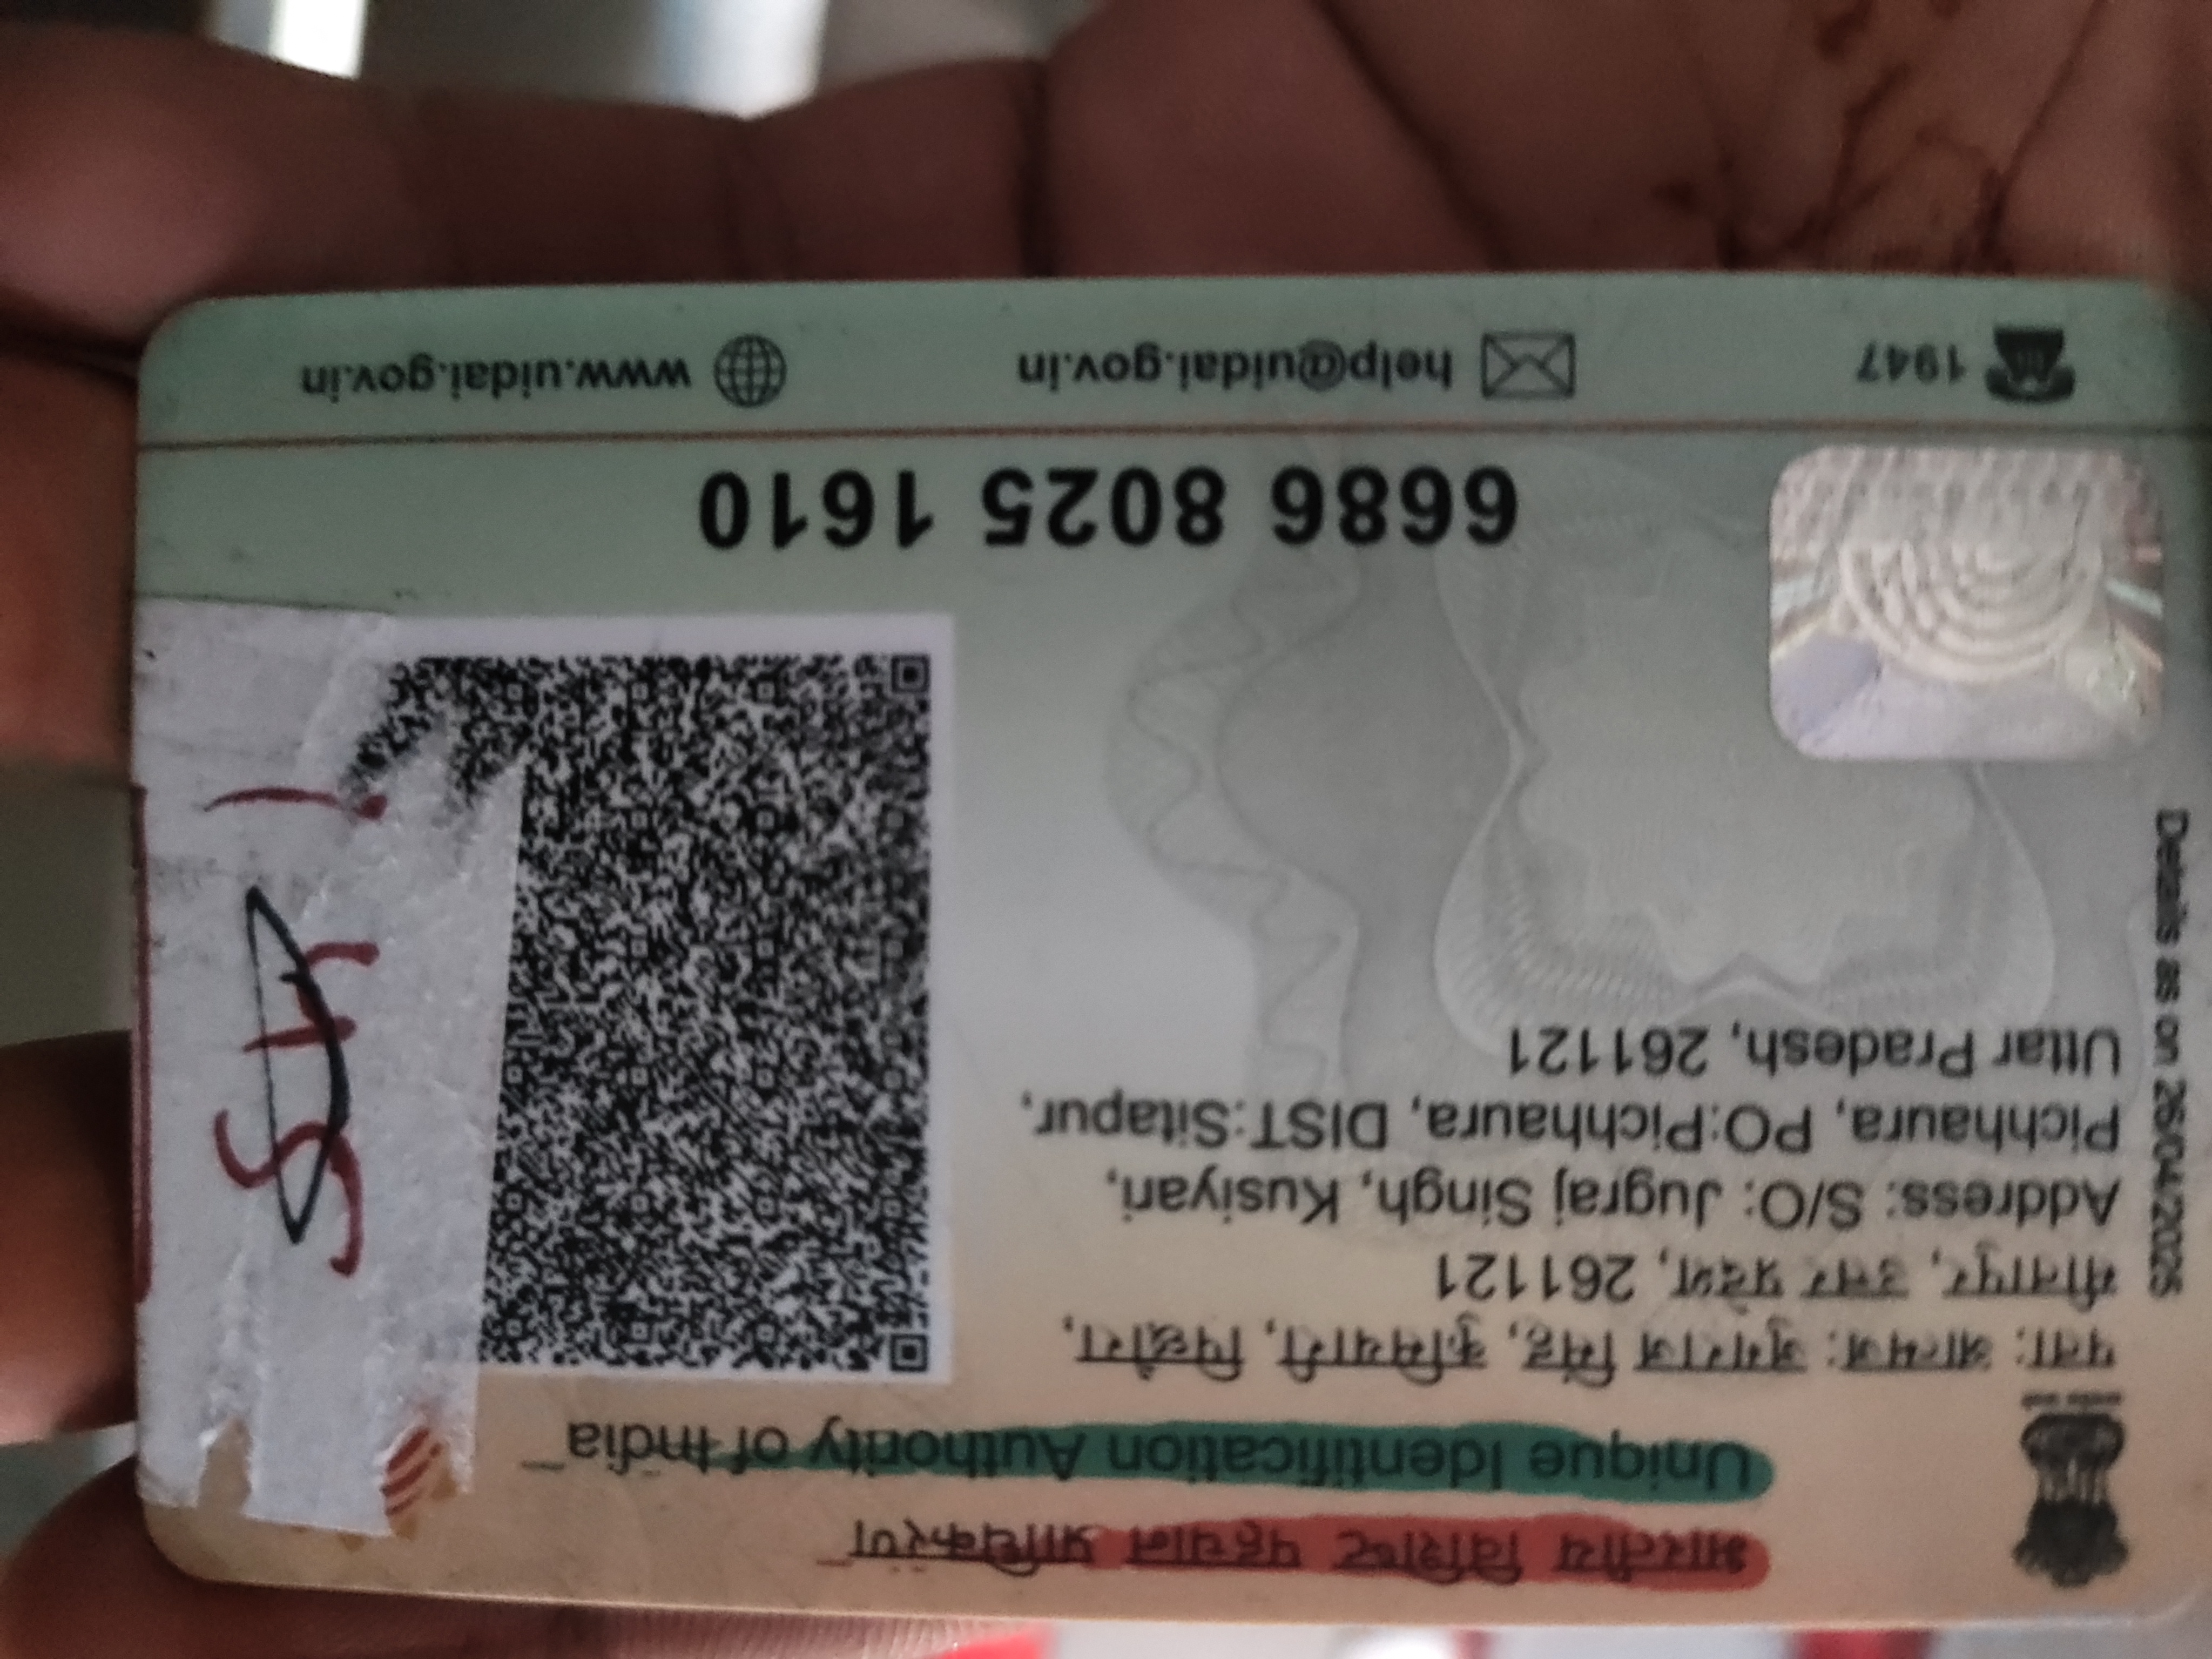 भारतीय विशिष्ट पहचान प्राधिकरण
Unique Identification Authority of India
पता: आत्मज: जुगराज सिंह, कुसियारी, पिछौरा,
सीतापुर, उत्तर प्रदेश, 261121
Address: S/O: Jugraj Singh, Kusiyari,
Pichhaura, PO:Pichhaura, DIST:Sitapur,
Uttar Pradesh, 261121
Details as on 26/04/2025
6686 8025 1610
1947
help@uidai.gov.in
www.uidai.gov.in